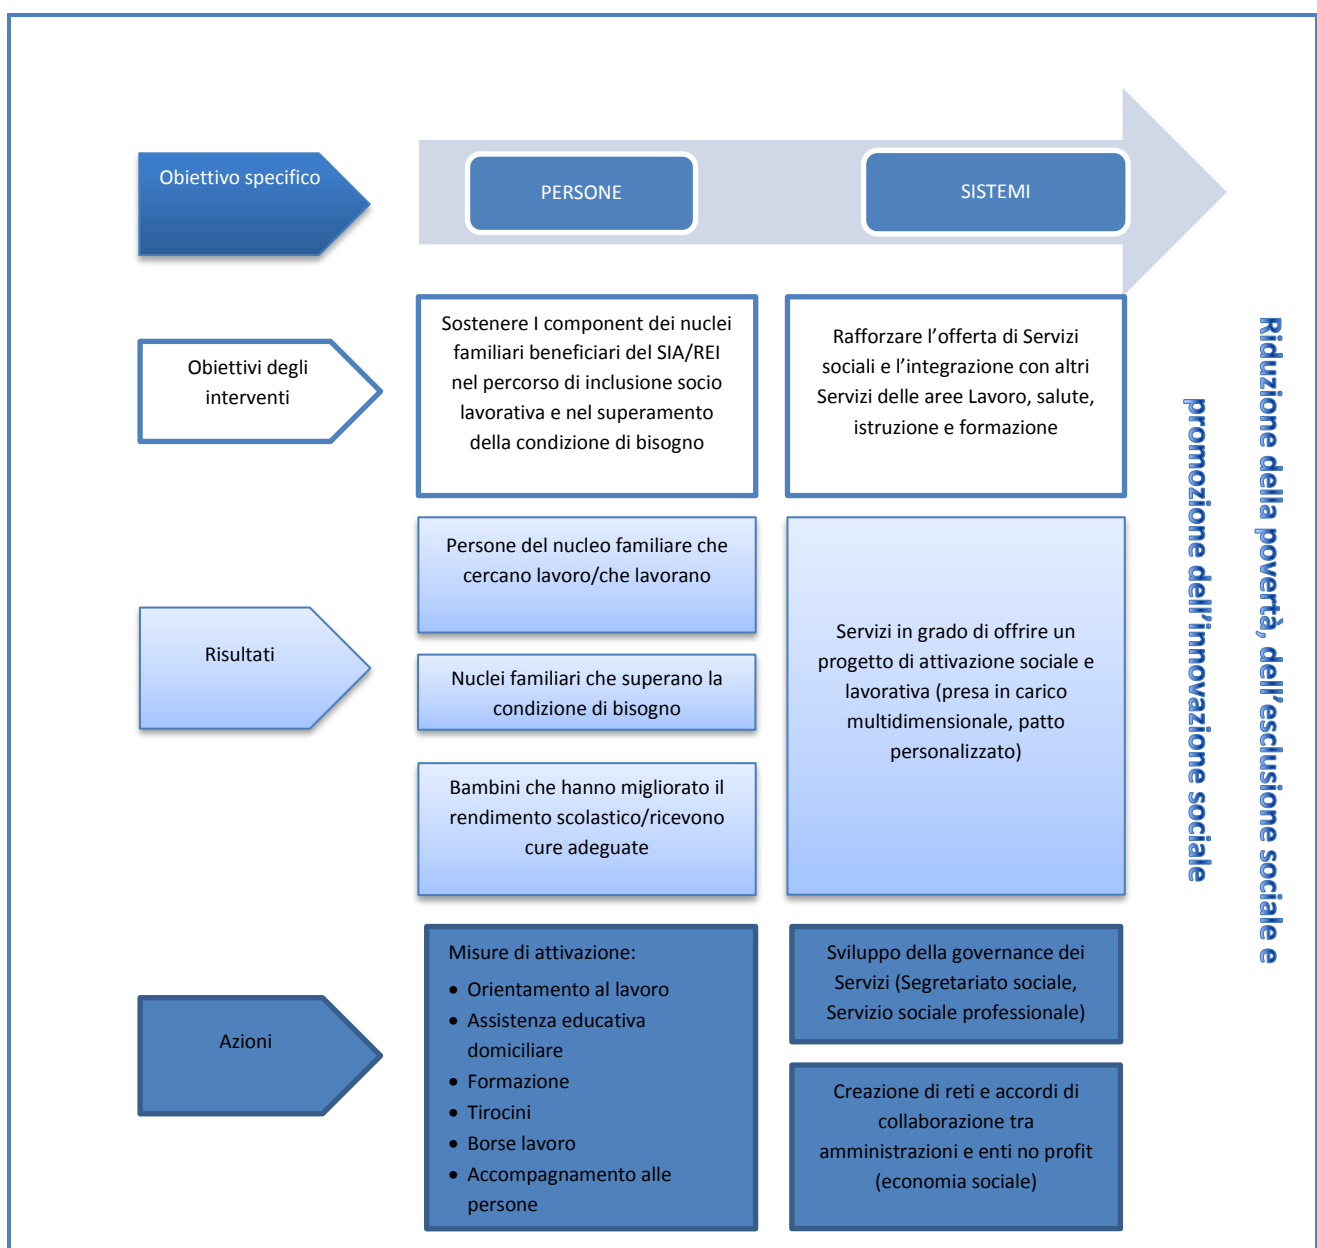 Obiettivo specifico
PERSONE
SISTEMI
Obiettivi degli
interventi
Sostenere I component dei nuclei
familiari beneficiari del SIA/REI
nel percorso di inclusione socio
lavorativa e nel superamento
della condizione di bisogno
Rafforzare l’offerta di Servizi
sociali e l’integrazione con altri
Servizi delle aree Lavoro, salute,
istruzione e formazione
Risultati
Persone del nucleo familiare che
cercano lavoro/che lavorano
Nuclei familiari che superano la
condizione di bisogno
Bambini che hanno migliorato il
rendimento scolastico/ricevono
cure adeguate
Servizi in grado di offrire un
progetto di attivazione sociale e
lavorativa (presa in carico
multidimensionale, patto
personalizzato)
Azioni
Misure di attivazione:
• Orientamento al lavoro
• Assistenza educativa
domiciliare
• Formazione
• Tirocini
• Borse lavoro
• Accompagnamento alle
persone
Sviluppo della governance dei
Servizi (Segretariato sociale,
Servizio sociale professionale)
Creazione di reti e accordi di
collaborazione tra
amministrazioni e enti no profit
(economia sociale)
Riduzione della povertà, dell’esclusione sociale e
promozione dell’innovazione sociale